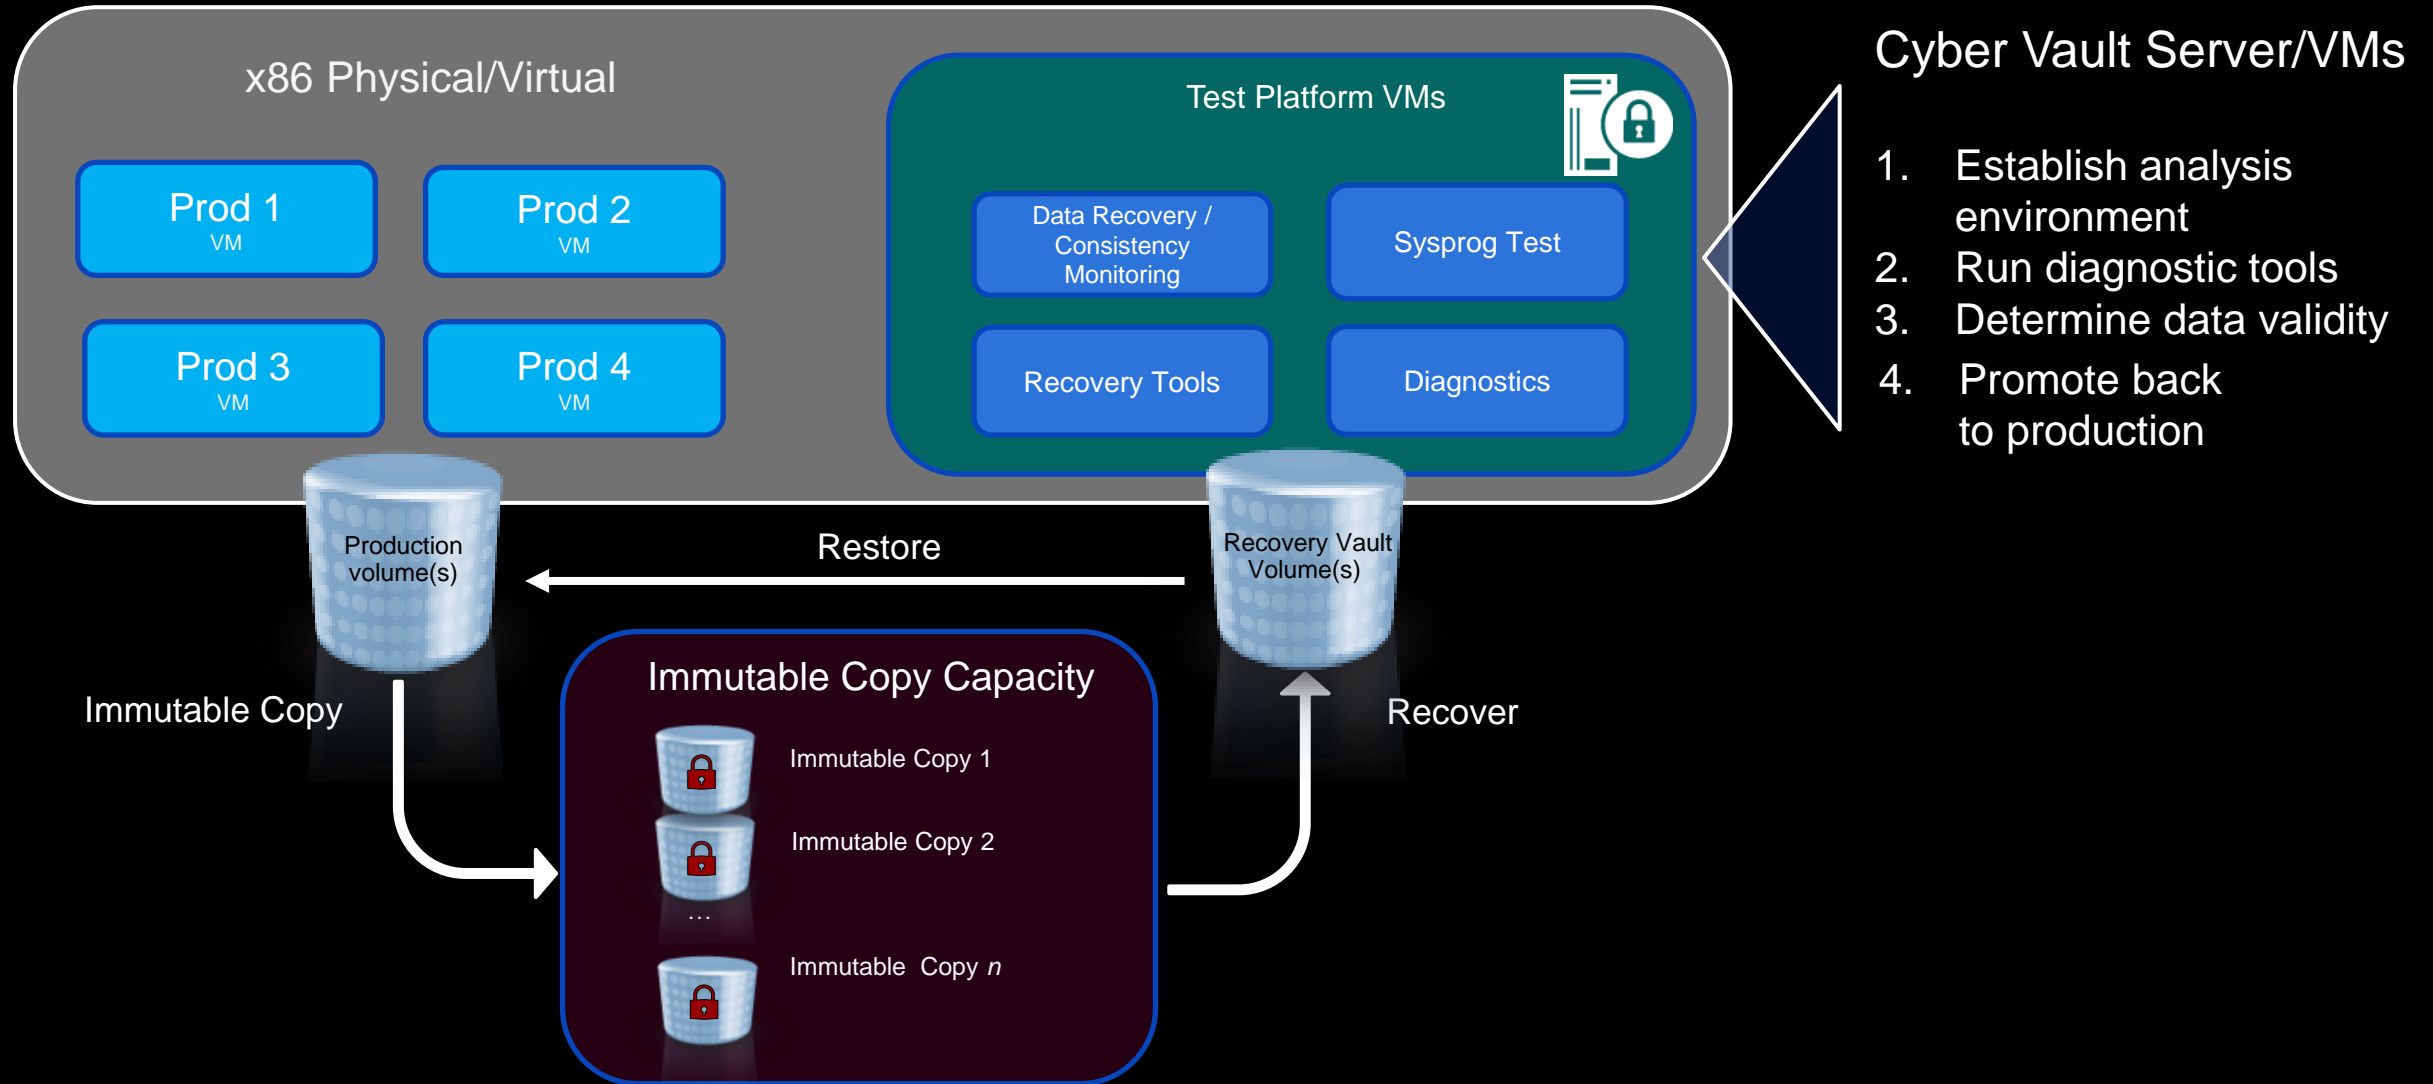 x86 Physical/Virtual
Prod 1
VM
Prod 2
VM
Prod 3
VM
Prod 4
VM
Test Platform VMs
Data Recovery /
Consistency
Monitoring
Sysprog Test
Recovery Tools
Diagnostics
Cyber Vault Server/VMs
1. Establish analysis
environment
2. Run diagnostic tools
3. Determine data validity
4. Promote back
to production
Production
volume(s)
Restore
Recovery Vault
Volume(s)
Immutable Copy
Immutable Copy Capacity
Immutable Copy 1
Immutable Copy 2
...
Immutable Copy n
Recover